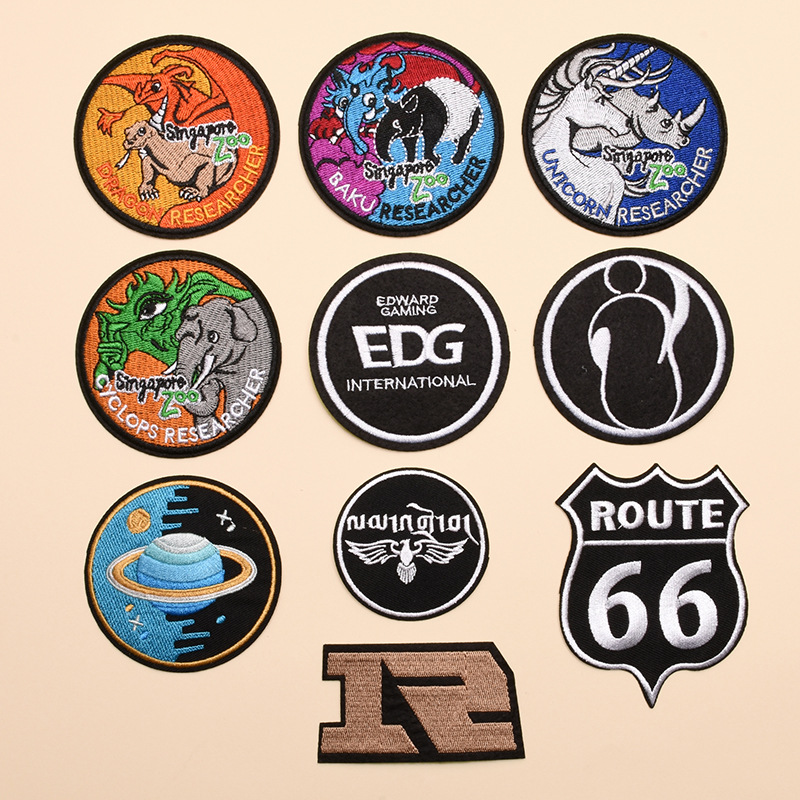 Singapore
Zoo
DRAGON RESEARCHER
Singapore
Zoo
BAKU RESEARCHER
Singapore
Zoo
UNICORN RESEARCHER
Singapore
Zoo
CYCLOPS RESEARCHER
EDWARD
GAMING
EDG
INTERNATIONAL
ROUTE
66